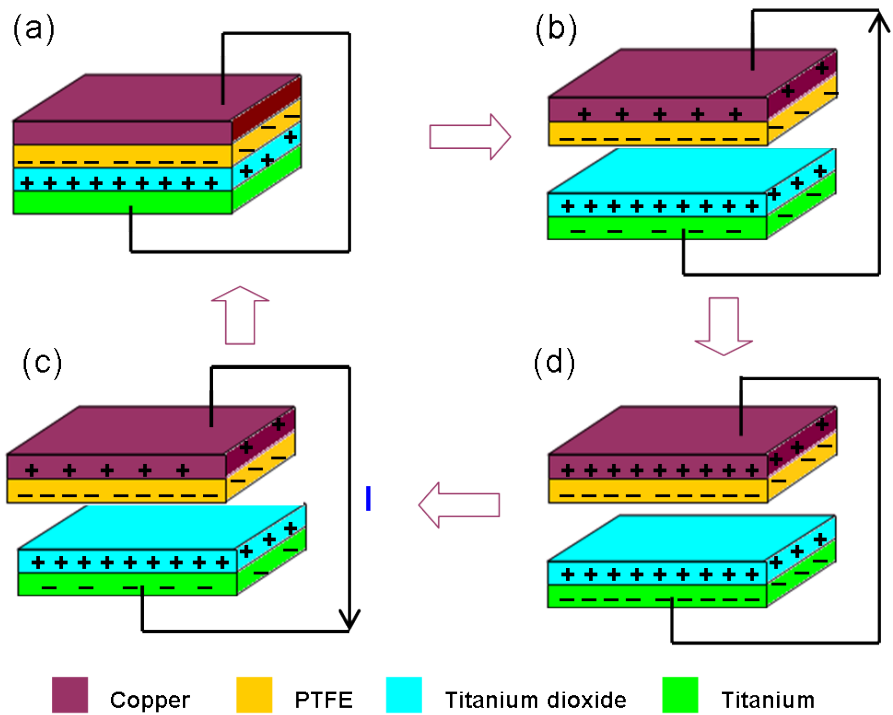 (a)
(b)
(c)
(d)
I
Copper
PTFE
Titanium dioxide
Titanium